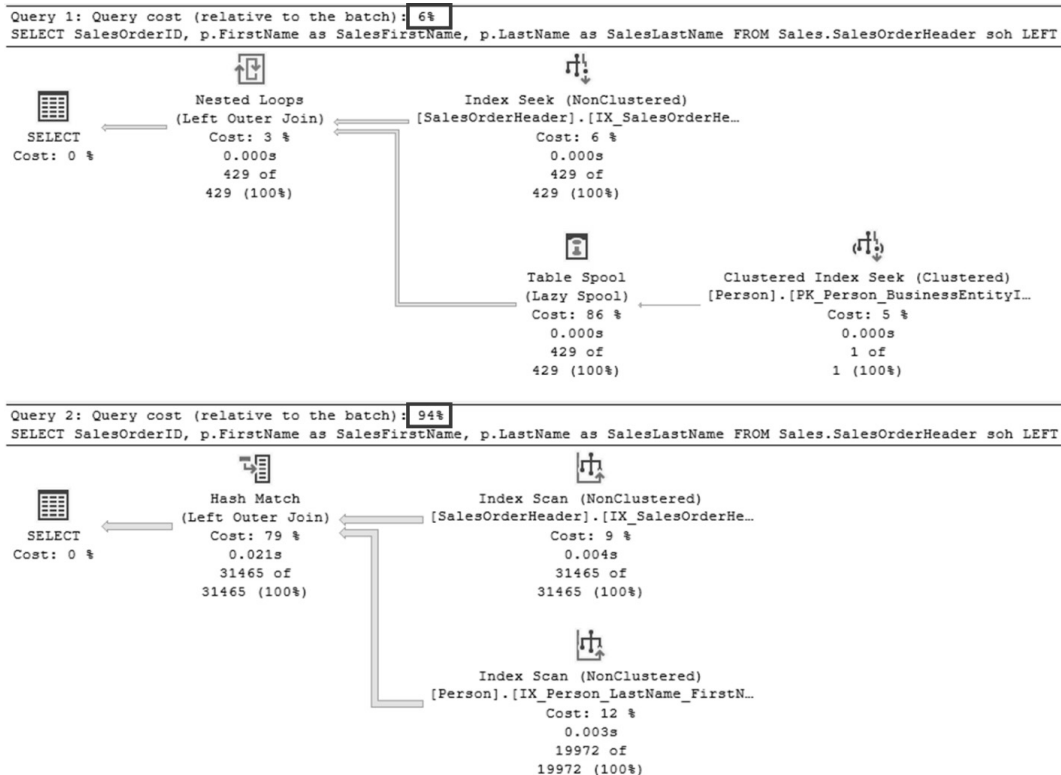 Query 1: Query cost (relative to the batch): 6%
SELECT SalesOrderID, p.FirstName as SalesFirstName, p.LastName as SalesLastName FROM Sales.SalesOrderHeader soh LEFT
Nested Loops
(Left Outer Join)
Cost: 3 %
0.000s
429 of
429 (100%)
Index Seek (NonClustered)
[SalesOrderHeader].[IX_SalesOrderHe…
Cost: 6 %
0.000s
429 of
429 (100%)
SELECT
Cost: 0 %
Table Spool
(Lazy Spool)
Cost: 86 %
0.000s
429 of
429 (100%)
Clustered Index Seek (Clustered)
[Person].[PK_Person_BusinessEntityI…
Cost: 5 %
0.000s
1 of
1 (100%)
Query 2: Query cost (relative to the batch): 94%
SELECT SalesOrderID, p.FirstName as SalesFirstName, p.LastName as SalesLastName FROM Sales.SalesOrderHeader soh LEFT
Hash Match
(Left Outer Join)
Cost: 79 %
0.021s
31465 of
31465 (100%)
Index Scan (NonClustered)
[SalesOrderHeader].[IX_SalesOrderHe…
Cost: 9 %
0.004s
31465 of
31465 (100%)
SELECT
Cost: 0 %
Index Scan (NonClustered)
[Person].[IX_Person_LastName_FirstN…
Cost: 12 %
0.003s
19972 of
19972 (100%)